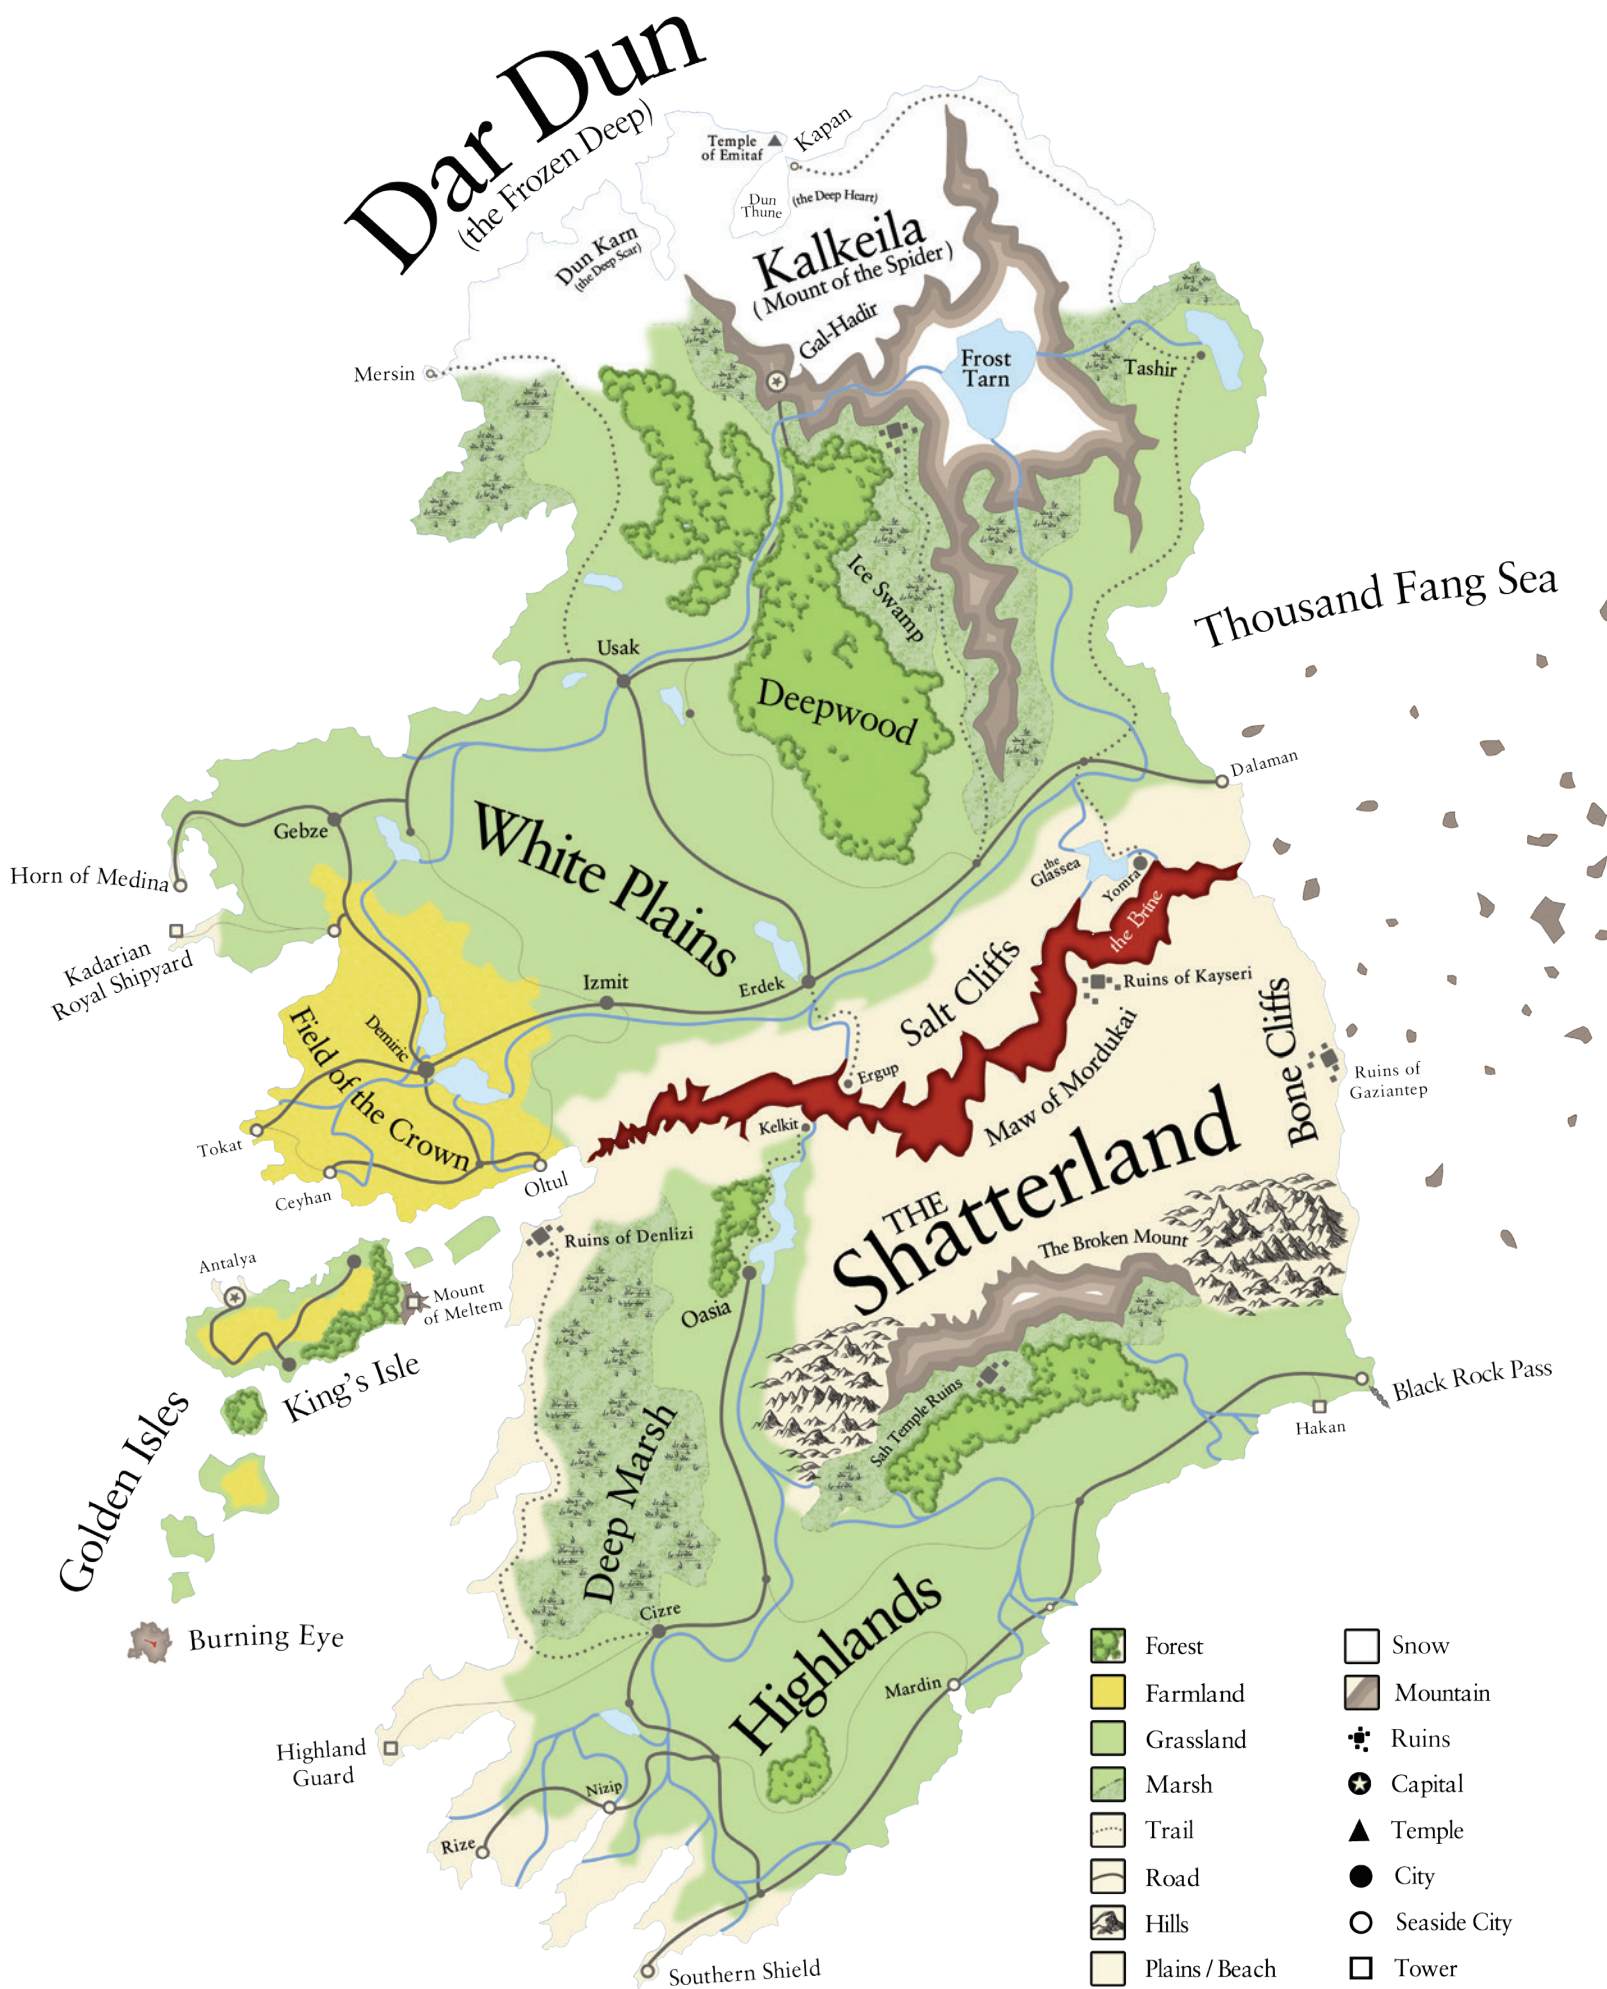 Dar Dun
(the Frozen Deep)
Temple
of Emitaf
Kapan
Dun
Thune
(the Deep Heart)
Dun Karn
(the Deep Scar)
Kalkeila
( Mount of the Spider )
Gal-Hadir
Frost
Tarn
Tashir
Mersin
Ice Swamp
Thousand Fang Sea
Usak
Deepwood
Dalaman
White Plains
Gebze
Horn of Medina
the
Glassea
Yomra
the Brine
Kadarian
Royal Shipyard
Izmit
Erdek
Salt Cliffs
Ruins of Kayseri
Bone Cliffs
Demiric
Field of the Crown
Ergup
Maw of Mordukai
Ruins of
Gaziantep
Tokat
Kelkit
Ceyhan
Oltul
THE
Shatterland
Ruins of Denlizi
The Broken Mount
Antalya
Mount
of Meltem
Oasia
King's Isle
Golden Isles
Sah Temple Ruins
Black Rock Pass
Hakan
Deep Marsh
Burning Eye
Cizre
Highlands
Mardin
Highland
Guard
Nizip
Rize
Southern Shield
Forest
Farmland
Grassland
Marsh
Trail
Road
Hills
Plains / Beach
Snow
Mountain
Ruins
Capital
Temple
City
Seaside City
Tower